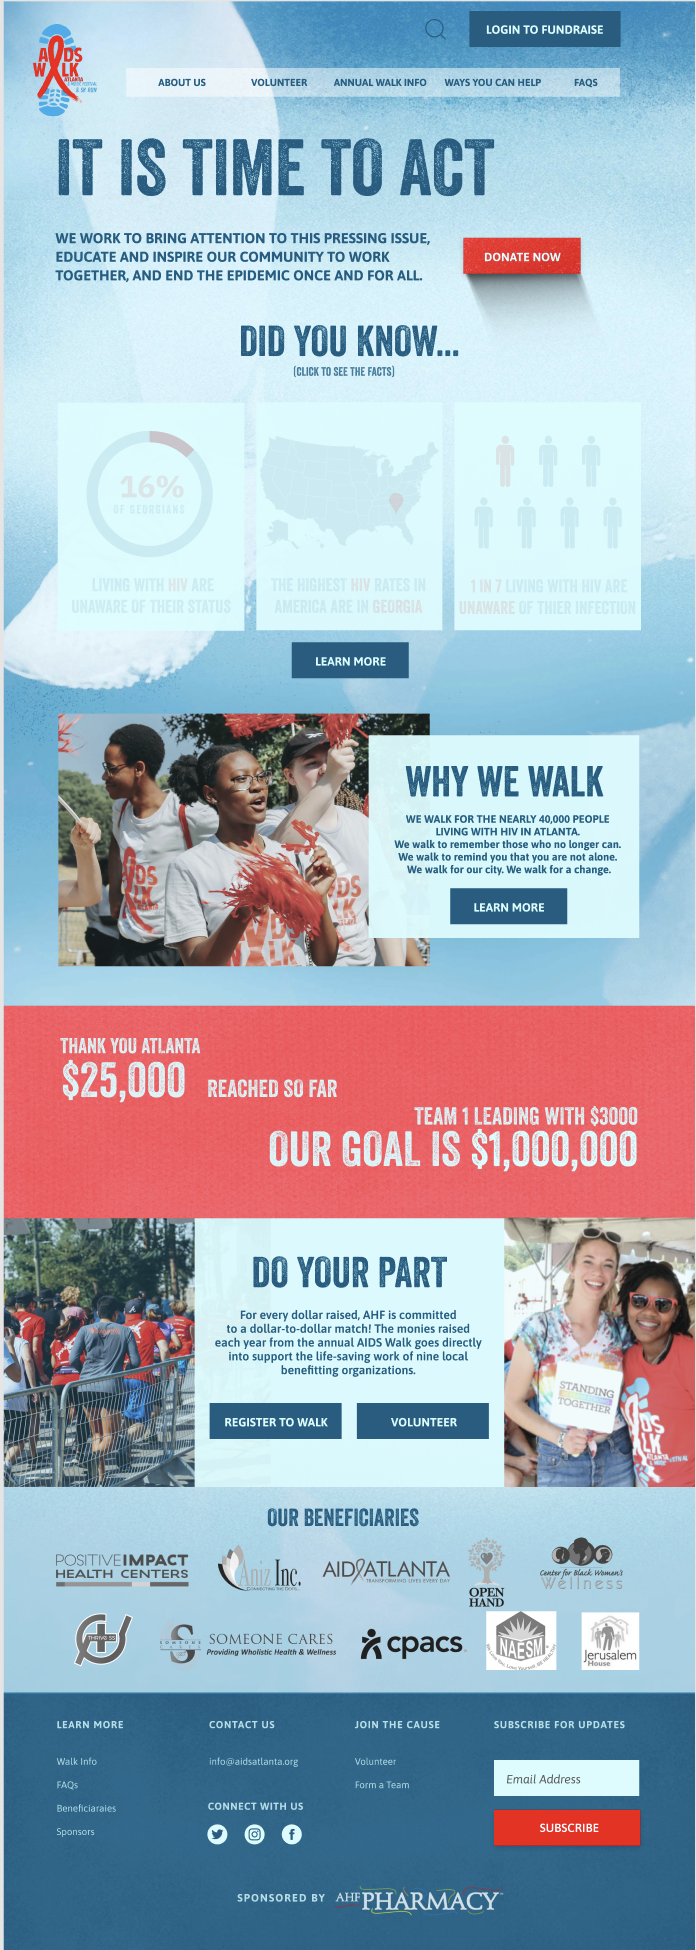 LOGIN TO FUNDRAISE
AIDS
WALK
ATLANTA
& 5K RUN
ABOUT US VOLUNTEER ANNUAL WALK INFO WAYS YOU CAN HELP FAQS
IT IS TIME TO ACT
WE WORK TO BRING ATTENTION TO THIS PRESSING ISSUE,
EDUCATE AND INSPIRE OUR COMMUNITY TO WORK
TOGETHER, AND END THE EPIDEMIC ONCE AND FOR ALL.
DONATE NOW
DID YOU KNOW...
(CLICK TO SEE THE FACTS)
16%
OF GEORGIANS
LIVING WITH HIV ARE
UNAWARE OF THEIR STATUS
THE HIGHEST HIV RATES IN
AMERICA ARE IN GEORGIA
1 IN 7 LIVING WITH HIV ARE
UNAWARE OF THIER INFECTION
LEARN MORE
WHY WE WALK
WE WALK FOR THE NEARLY 40,000 PEOPLE
LIVING WITH HIV IN ATLANTA.
We walk to remember those who no longer can.
We walk to remind you that you are not alone.
We walk for our city. We walk for a change.
LEARN MORE
THANK YOU ATLANTA
$25,000 REACHED SO FAR
TEAM 1 LEADING WITH $3000
OUR GOAL IS $1,000,000
DO YOUR PART
For every dollar raised, AHF is committed
to a dollar-to-dollar match! The monies raised
each year from the annual AIDS Walk goes directly
into support the life-saving work of nine local
benefitting organizations.
REGISTER TO WALK VOLUNTEER
STANDING
TOGETHER
OUR BENEFICIARIES
POSITIVEIMPACT
HEALTH CENTERS
Aniz Inc.
AIDATLANTA
TRANSFORMING LIVES EVERY DAY
OPEN
HAND
Center for Black Women's
Wellness
THRIVE SS
SOMEONE CARES
Providing Wholistic Health & Wellness
cpacs
NAESM
Jerusalem
House
LEARN MORE
Walk Info
FAQs
Beneficiaraies
Sponsors
CONTACT US
info@aidsatlanta.org
CONNECT WITH US
JOIN THE CAUSE
Volunteer
Form a Team
SUBSCRIBE FOR UPDATES
Email Address
SUBSCRIBE
SPONSORED BY AHF PHARMACY